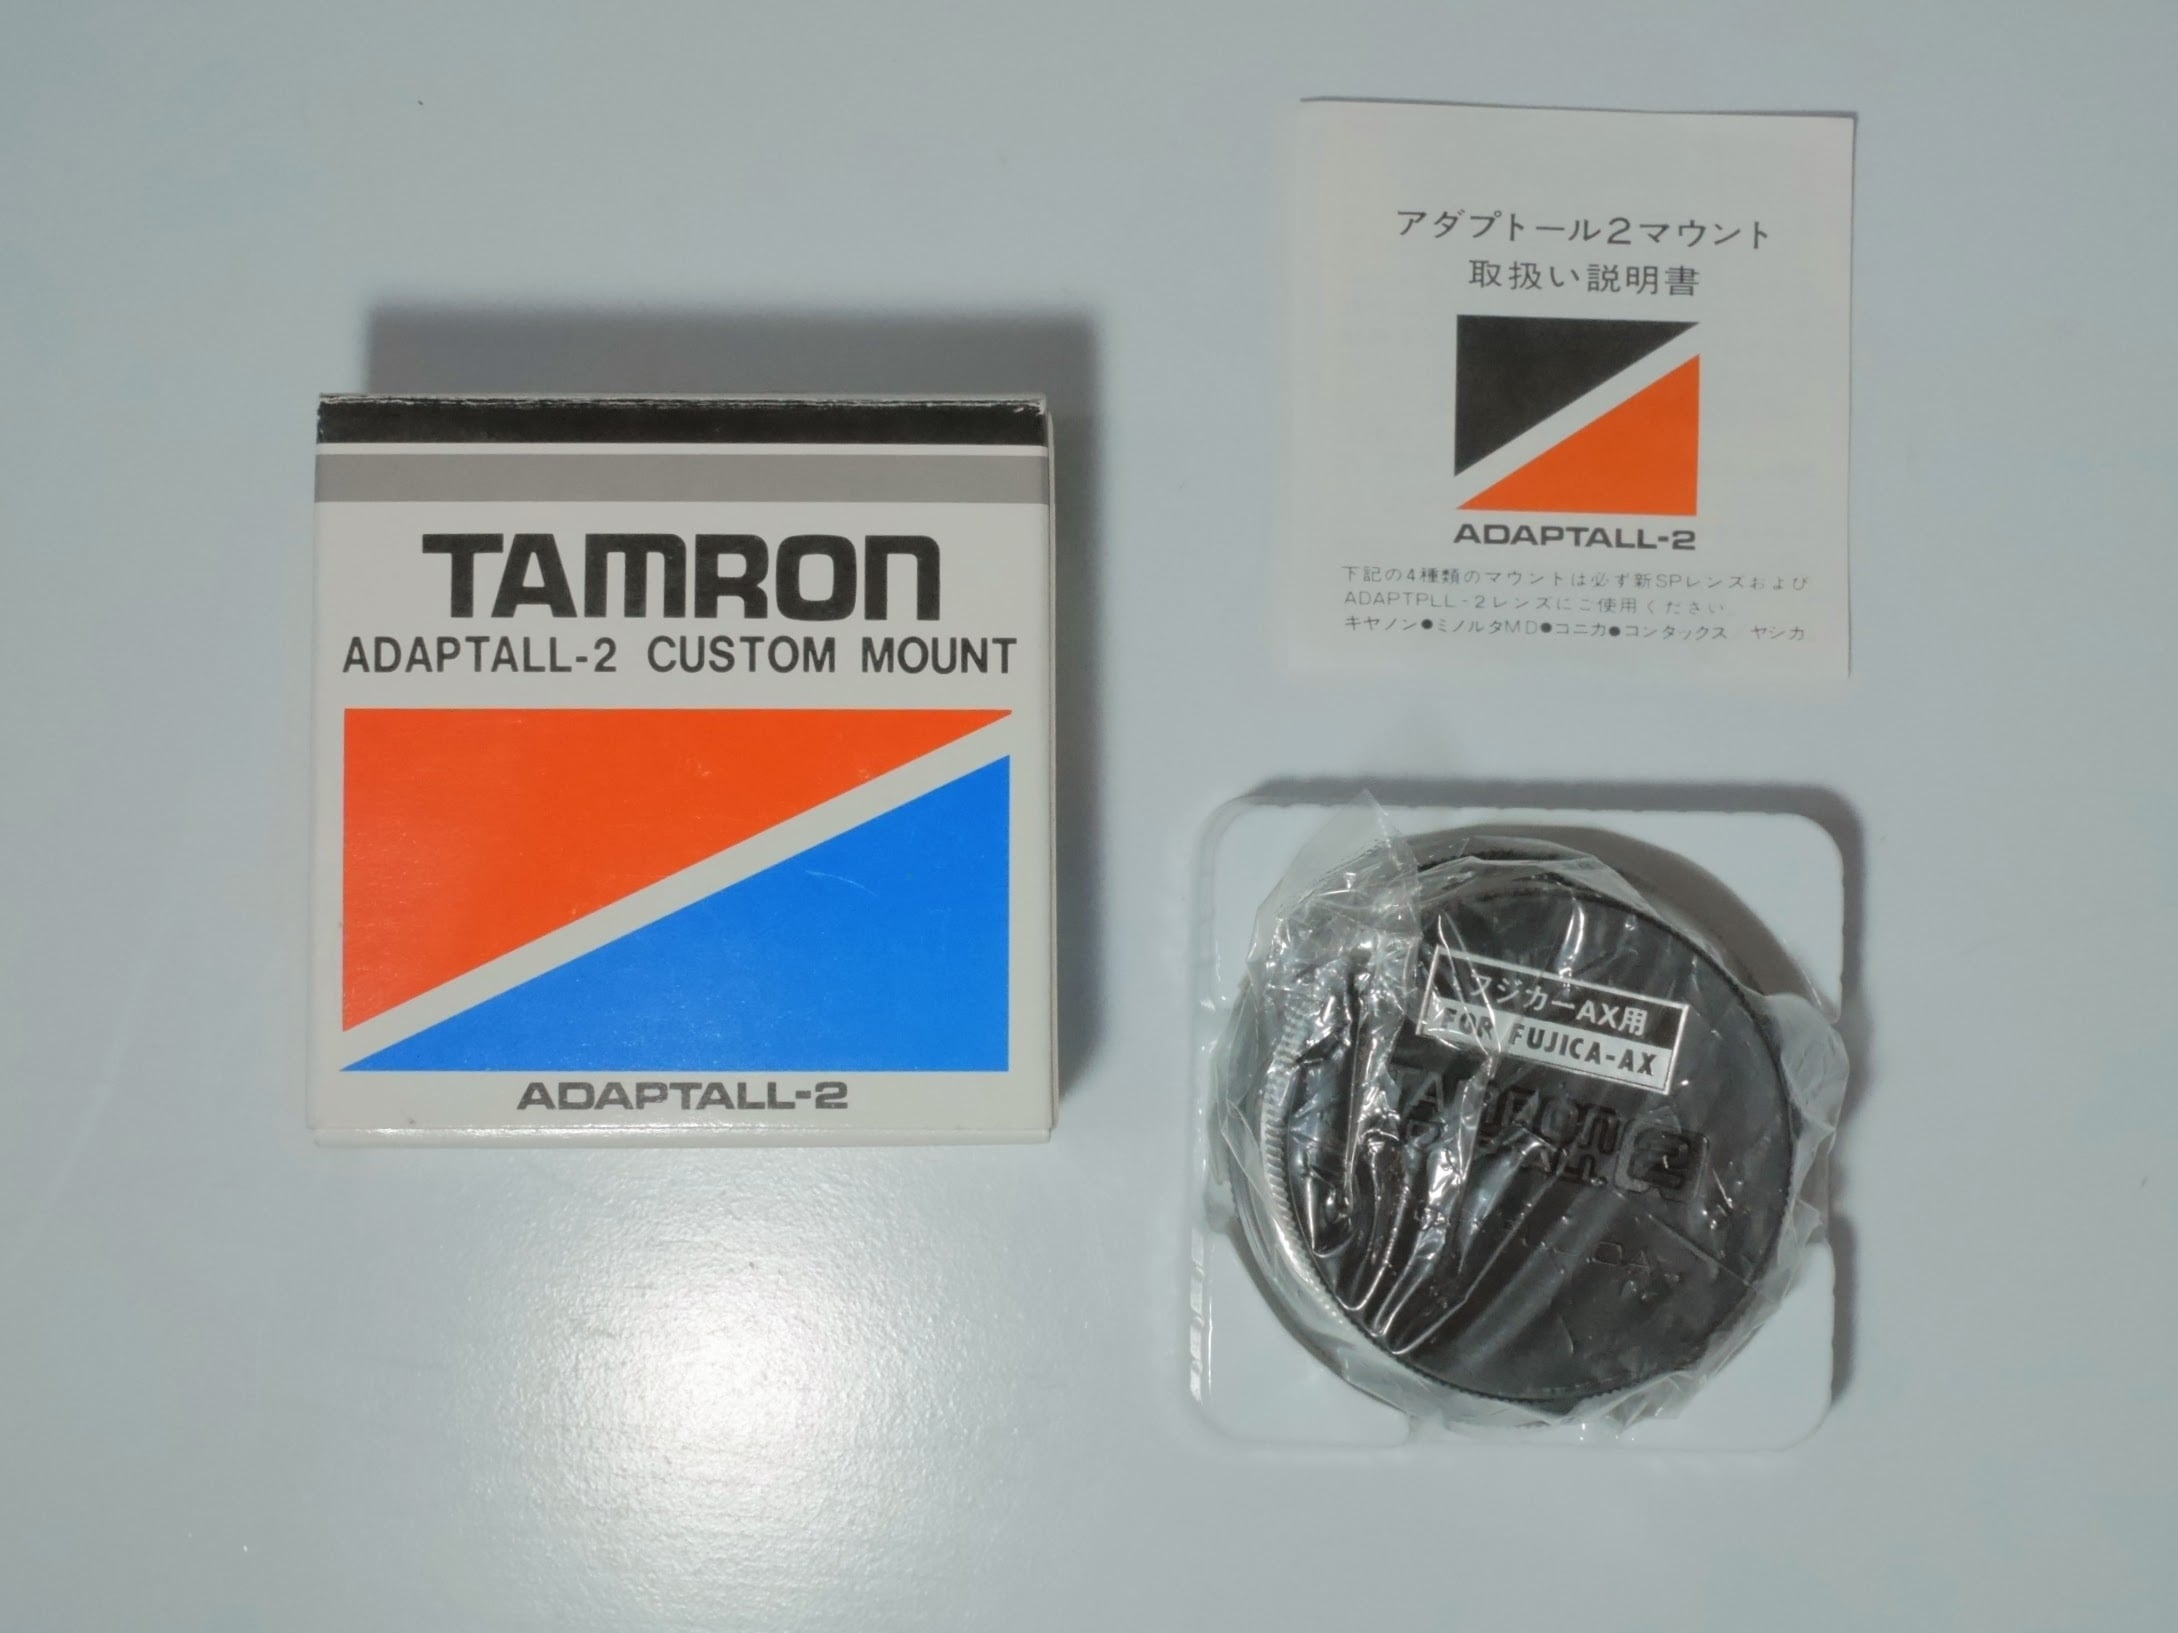 TAMRON
ADAPTALL-2 CUSTOM MOUNT
ADAPTALL-2
アダプトール2マウント
取扱い説明書
ADAPTALL-2
下記の4種類のマウントは必ず新SPレンズおよび
ADAPTPLL-2レンズにご使用ください
キヤノン●ミノルタMD●コニカ●コンタックス/ヤシカ
フジカーAX用
FOR FUJICA-AX
TAMRON
2